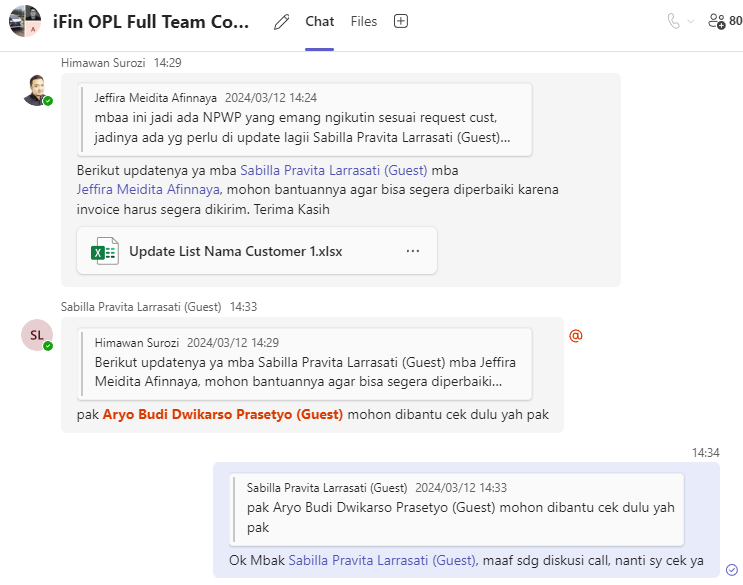 iFin OPL Full Team Co...
Chat
Files
80
Himawan Surozi 14:29
Jeffira Meidita Afinnaya 2024/03/12 14:24
mbaa ini jadi ada NPWP yang emang ngikutin sesuai request cust,
jadinya ada yg perlu di update lagii Sabilla Pravita Larrasati (Guest)...
Berikut updatenya ya mba Sabilla Pravita Larrasati (Guest) mba
Jeffira Meidita Afinnaya, mohon bantuannya agar bisa segera diperbaiki karena
invoice harus segera dikirim. Terima Kasih
Update List Nama Customer 1.xlsx
Sabilla Pravita Larrasati (Guest) 14:33
SL
Himawan Surozi 2024/03/12 14:29
Berikut updatenya ya mba Sabilla Pravita Larrasati (Guest) mba Jeffira
Meidita Afinnaya, mohon bantuannya agar bisa segera diperbaiki...
pak Aryo Budi Dwikarso Prasetyo (Guest) mohon dibantu cek dulu yah pak
14:34
Sabilla Pravita Larrasati (Guest) 2024/03/12 14:33
pak Aryo Budi Dwikarso Prasetyo (Guest) mohon dibantu cek dulu yah
pak
Ok Mbak Sabilla Pravita Larrasati (Guest), maaf sdg diskusi call, nanti sy cek ya